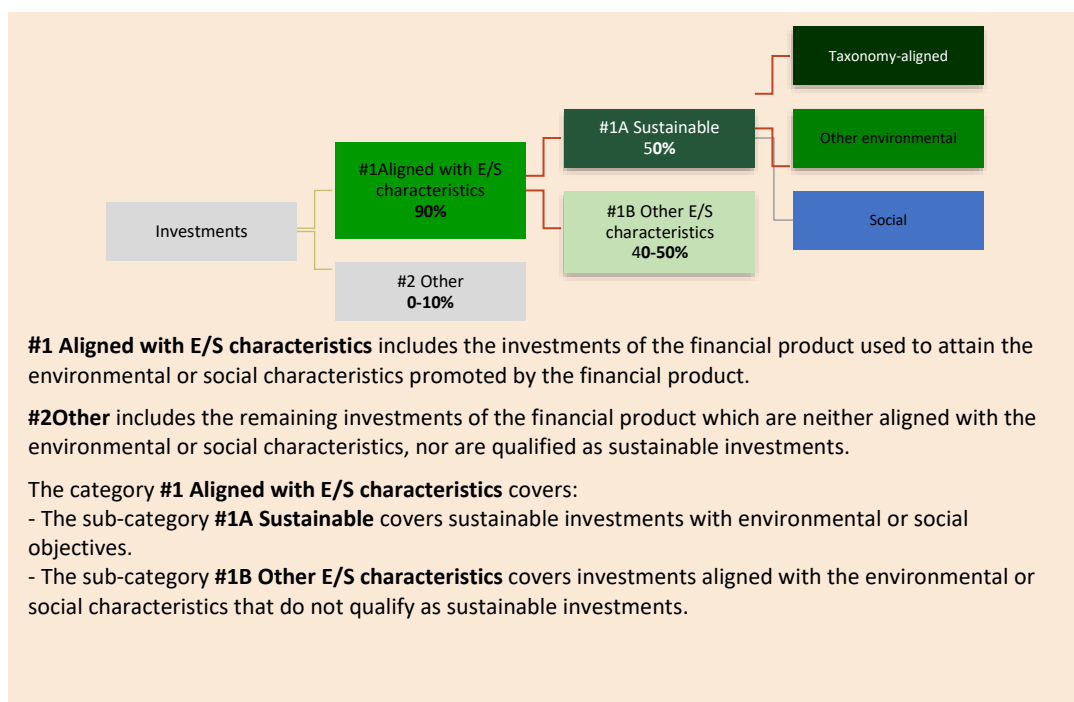 Taxonomy-aligned
#1A Sustainable
50%
Other environmental
#1Aligned with E/S
characteristics
90%
#1B Other E/S
characteristics
40-50%
Social
Investments
#2 Other
0-10%
#1 Aligned with E/S characteristics includes the investments of the financial product used to attain the
environmental or social characteristics promoted by the financial product.
#2Other includes the remaining investments of the financial product which are neither aligned with the
environmental or social characteristics, nor are qualified as sustainable investments.
The category #1 Aligned with E/S characteristics covers:
- The sub-category #1A Sustainable covers sustainable investments with environmental or social
objectives.
- The sub-category #1B Other E/S characteristics covers investments aligned with the environmental or
social characteristics that do not qualify as sustainable investments.